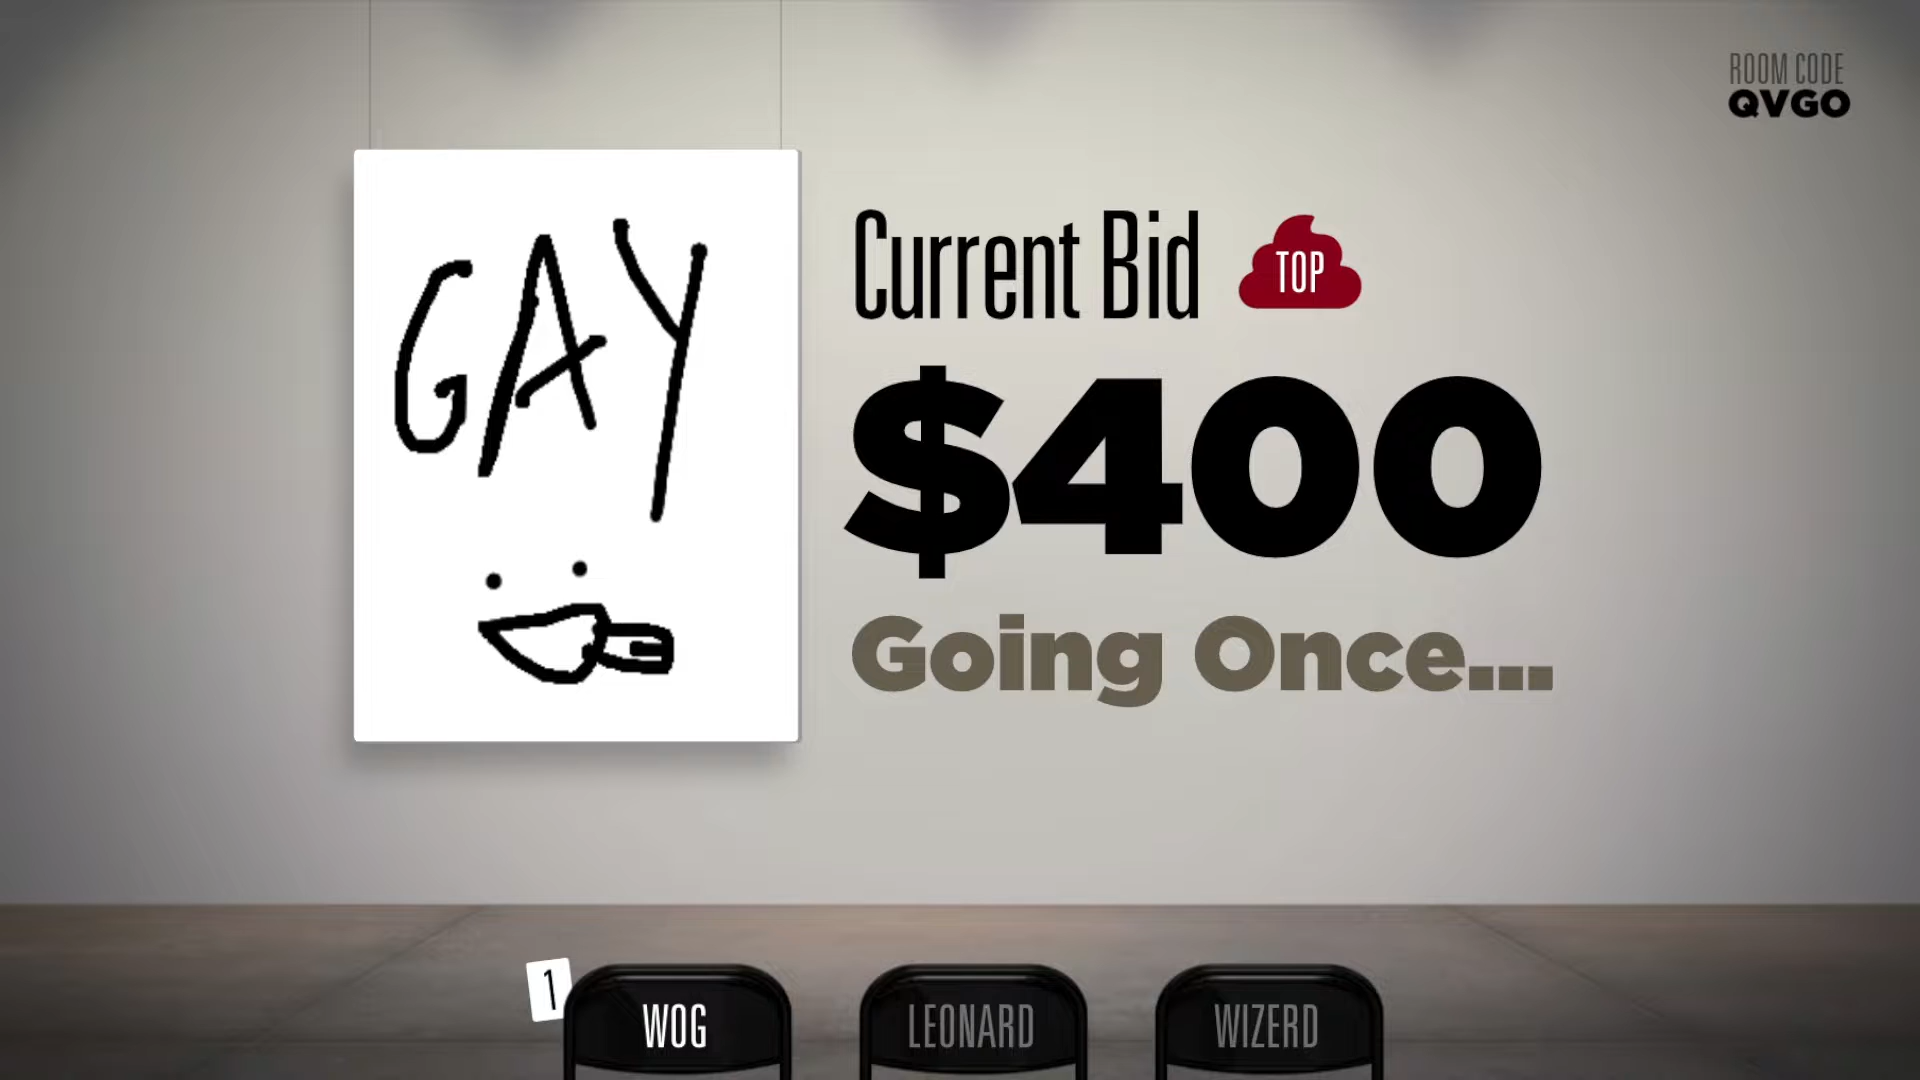 ROOM CODE
QVGO
GAY
Current Bid TOP
$400
Going Once...
1
WOG LEONARD WIZERD